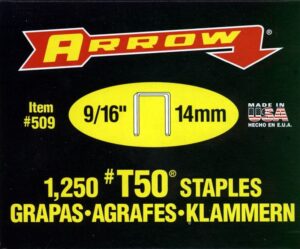 ARROW®
Item
#509
9/16" 14mm
MADE IN
USA
HECHO EN E.U.A.
1,250 #T50® STAPLES
GRAPAS•AGRAFES•KLAMMERN